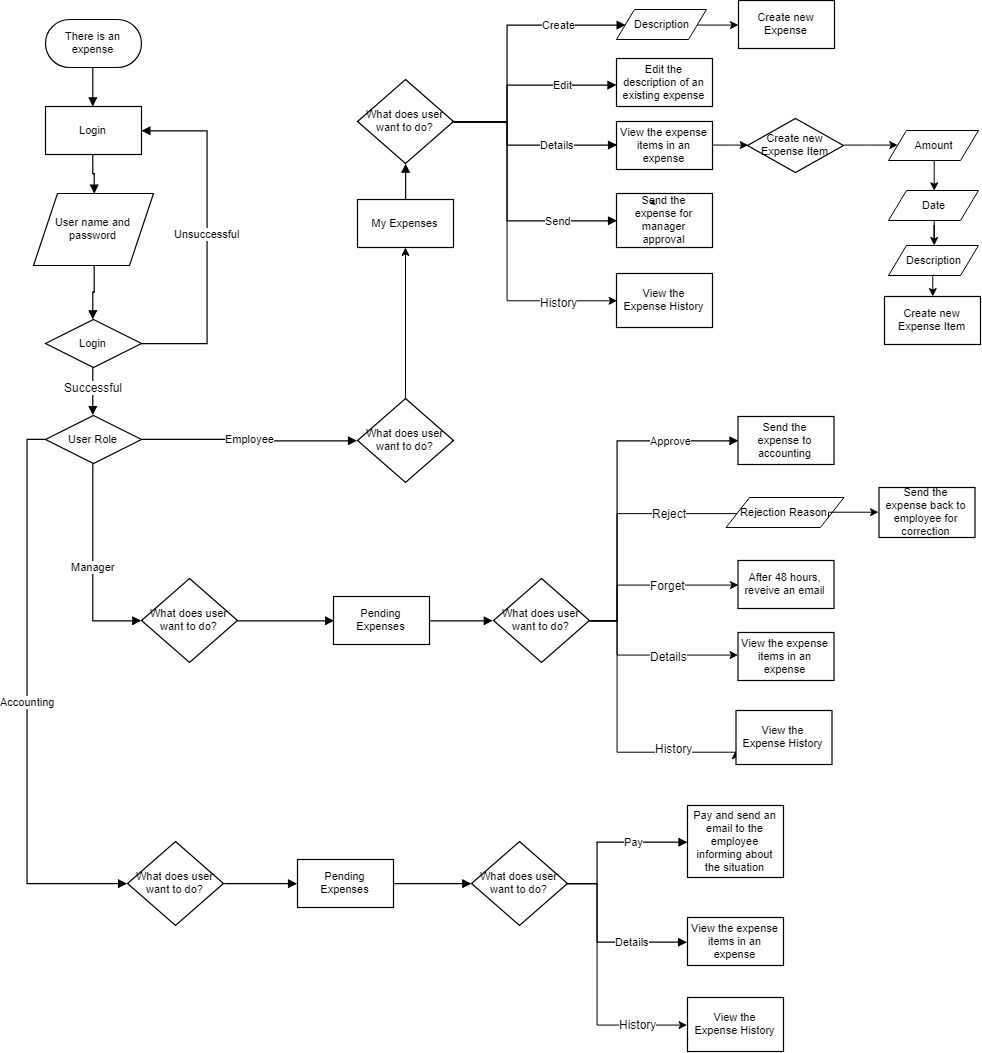 There is an
expense
Login
User name and
password
Unsuccessful
Login
Successful
User Role
Employee
What does user
want to do?
My Expenses
What does user
want to do?
Create
Description
Create new
Expense
Edit
Edit the
description of an
existing expense
Details
View the expense
items in an
expense
Create new
Expense Item
Amount
Date
Description
Create new
Expense Item
Send
Send the
expense for
manager
approval
History
View the
Expense History
Manager
What does user
want to do?
Pending
Expenses
What does user
want to do?
Approve
Send the
expense to
accounting
Reject
Rejection Reason
Send the
expense back to
employee for
correction
Forget
After 48 hours,
reveive an email
Details
View the expense
items in an
expense
History
View the
Expense History
Accounting
What does user
want to do?
Pending
Expenses
What does user
want to do?
Pay
Pay and send an
email to the
employee
informing about
the situation
Details
View the expense
items in an
expense
History
View the
Expense History